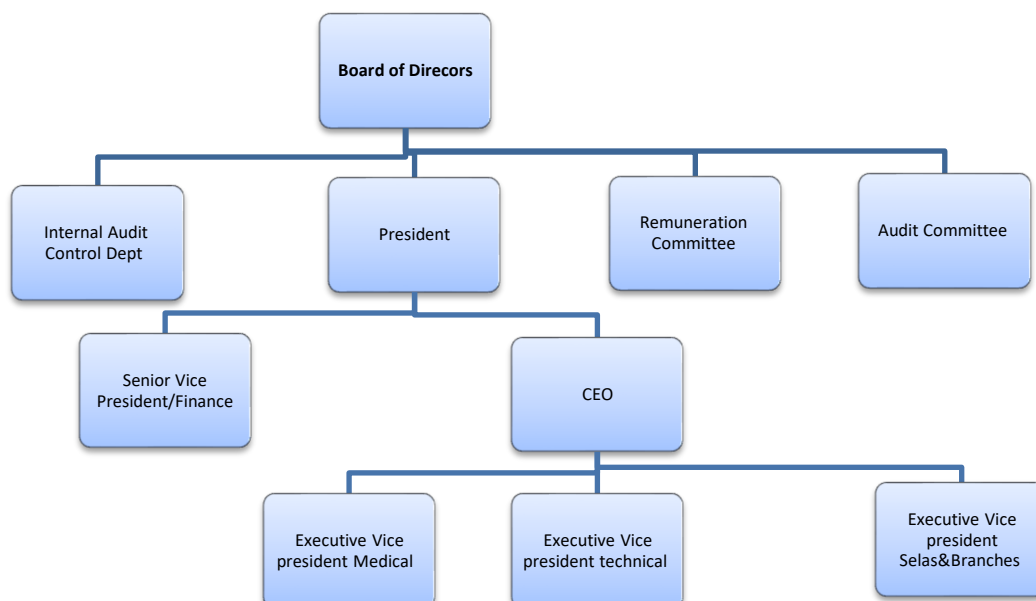 Board of Direcors
Internal Audit
Control Dept
President
Remuneration
Committee
Audit Committee
Senior Vice
President/Finance
CEO
Executive Vice
president Medical
Executive Vice
president technical
Executive Vice
president
Selas&Branches